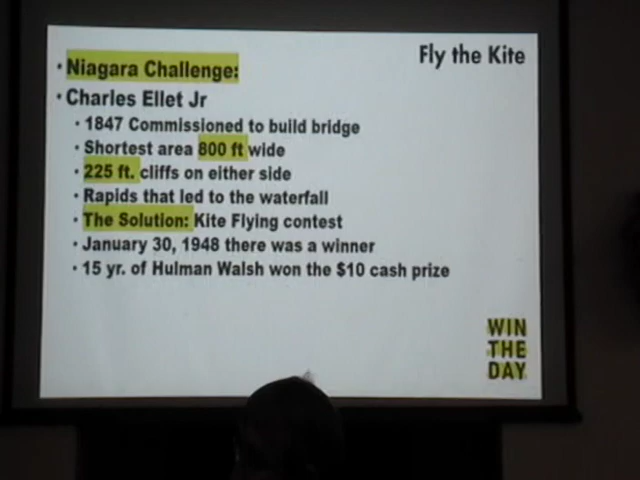 Fly the Kite
• Niagara Challenge:
• Charles Ellet Jr
• 1847 Commissioned to build bridge
• Shortest area 800 ft wide
• 225 ft. cliffs on either side
• Rapids that led to the waterfall
• The Solution: Kite Flying contest
• January 30, 1948 there was a winner
• 15 yr. of Hulman Walsh won the $10 cash prize
WIN
THE
DAY